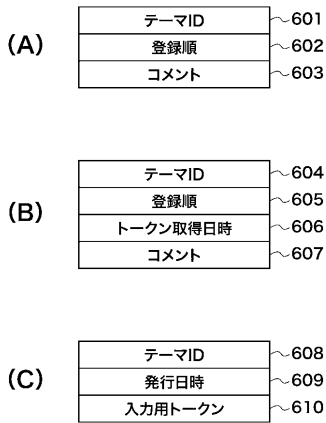 (A)
テーマID 601
登録順 602
コメント 603
(B)
テーマID 604
登録順 605
トークン取得日時 606
コメント 607
(C)
テーマID 608
発行日時 609
入力用トークン 610